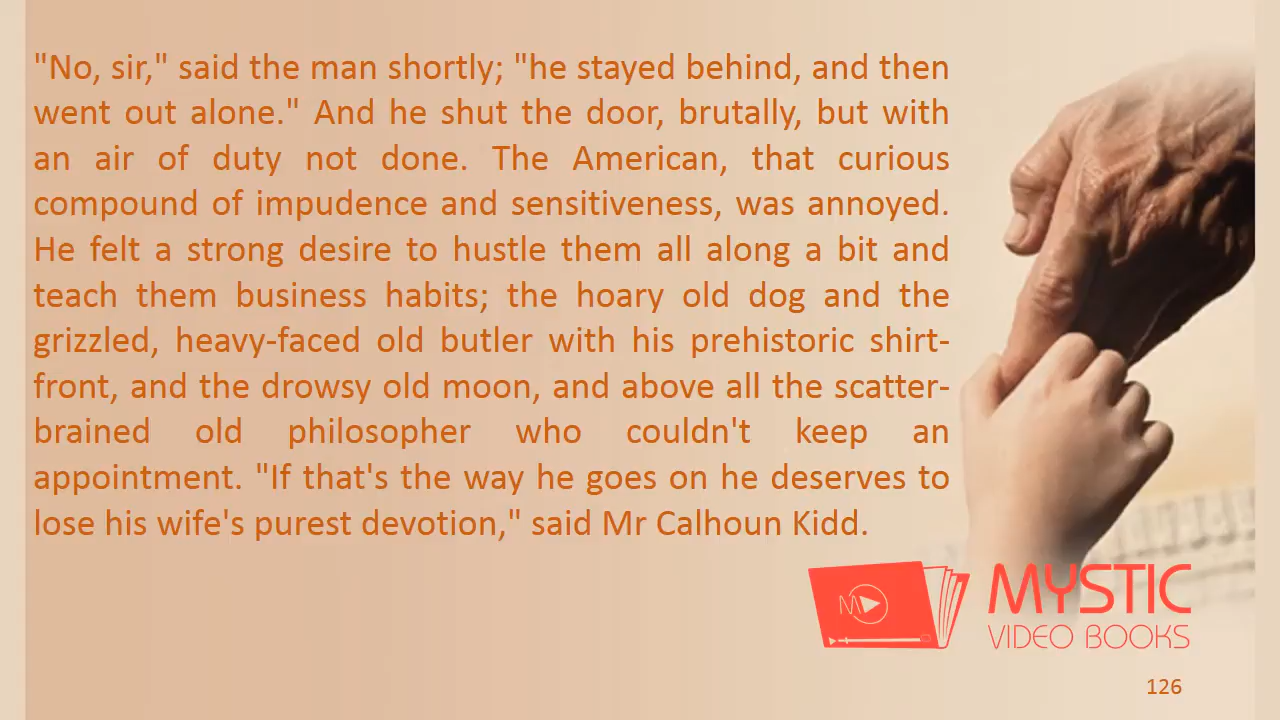 "No, sir," said the man shortly; "he stayed behind, and then
went out alone." And he shut the door, brutally, but with
an air of duty not done. The American, that curious
compound of impudence and sensitiveness, was annoyed.
He felt a strong desire to hustle them all along a bit and
teach them business habits; the hoary old dog and the
grizzled, heavy-faced old butler with his prehistoric shirt-
front, and the drowsy old moon, and above all the scatter-
brained old philosopher who couldn't keep an
appointment. "If that's the way he goes on he deserves to
lose his wife's purest devotion," said Mr Calhoun Kidd.
M
MYSTIC
VIDEO BOOKS
126